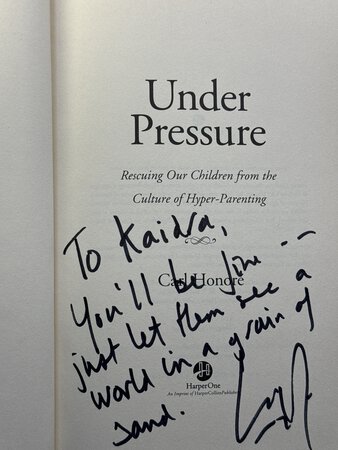 Under
Pressure
Rescuing Our Children from the
Culture of Hyper-Parenting
To Kaidra,
Carl Honoré
You'll be fine --
just let them see a
world in a grain of
sand.
HarperOne
An Imprint of HarperCollinsPublishers